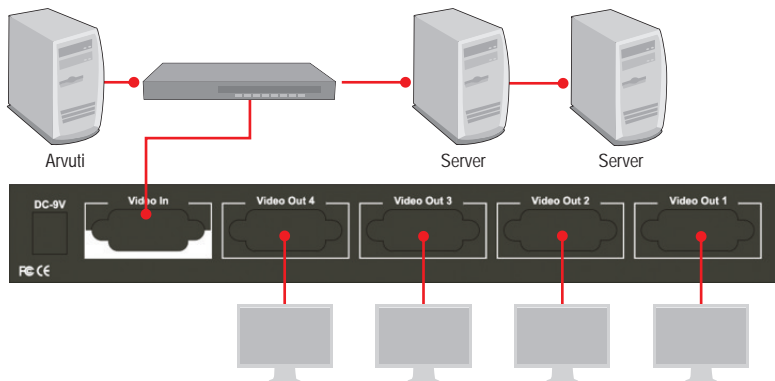 Arvuti
Server
Server
DC-9V
Video In
Video Out 4
Video Out 3
Video Out 2
Video Out 1
FC CE